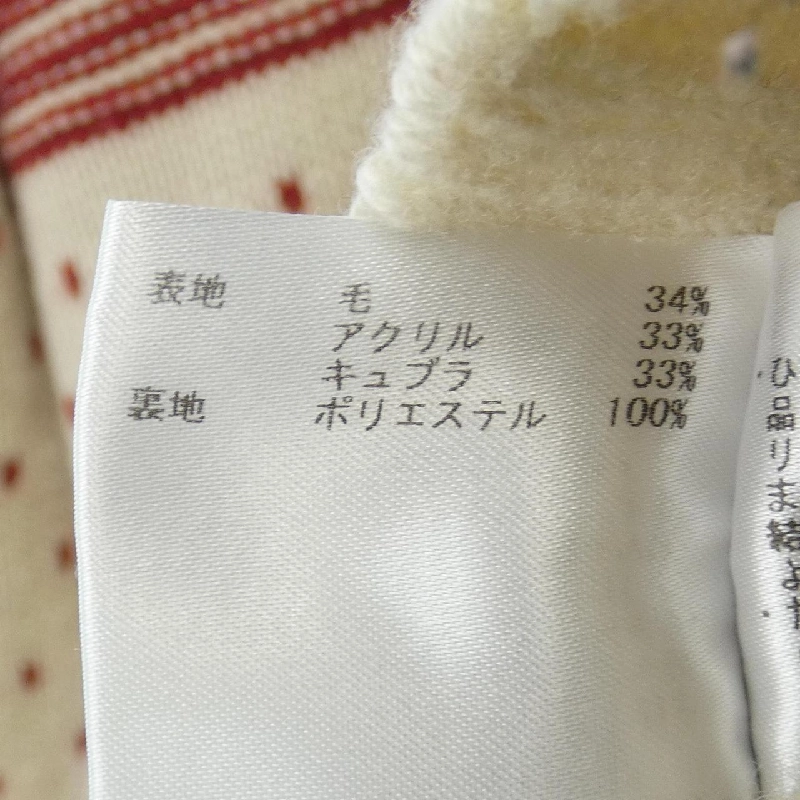 表地 毛 34%
アクリル 33%
キュプラ 33%
裏地 ポリエステル 100%